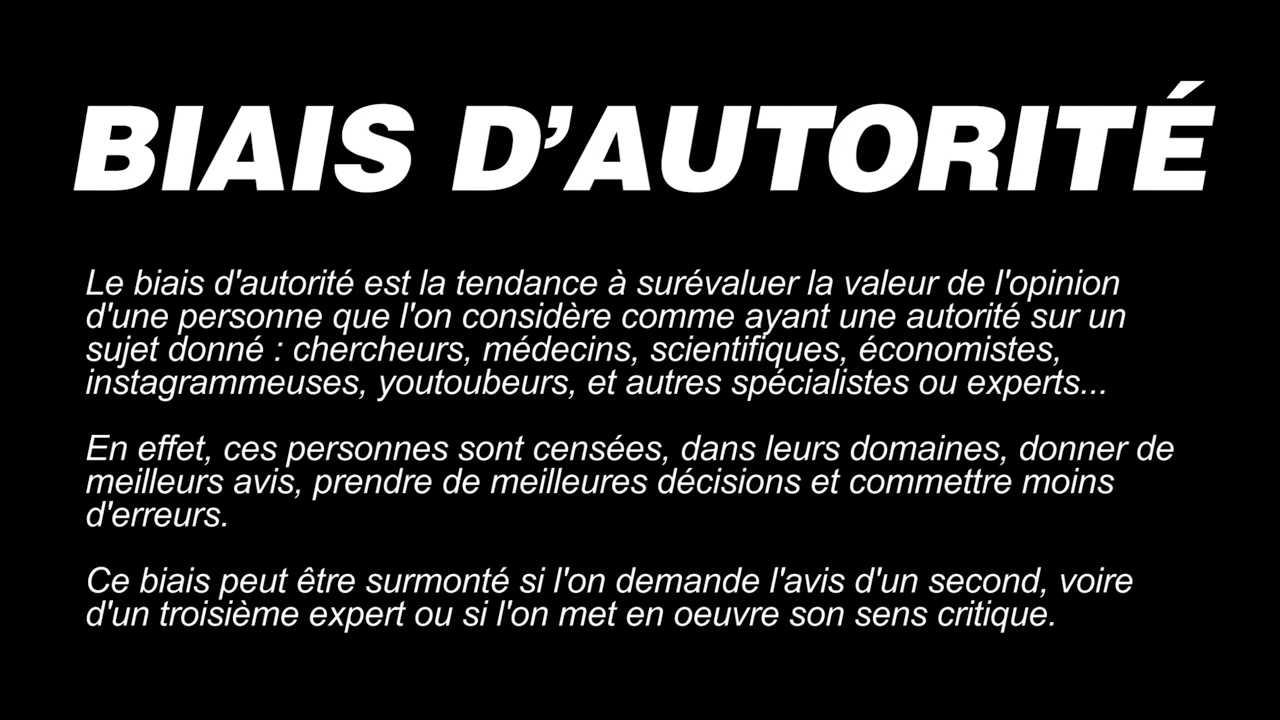 BIAIS D’AUTORITÉ
Le biais d'autorité est la tendance à surévaluer la valeur de l'opinion
d'une personne que l'on considère comme ayant une autorité sur un
sujet donné : chercheurs, médecins, scientifiques, économistes,
instagrammeuses, youtoubeurs, et autres spécialistes ou experts...
En effet, ces personnes sont censées, dans leurs domaines, donner de
meilleurs avis, prendre de meilleures décisions et commettre moins
d'erreurs.
Ce biais peut être surmonté si l'on demande l'avis d'un second, voire
d'un troisième expert ou si l'on met en oeuvre son sens critique.